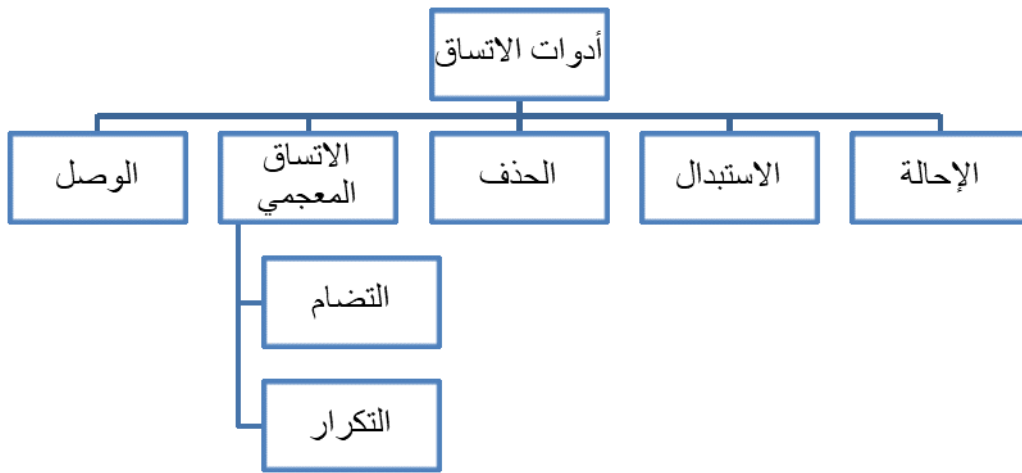 أدوات الاتساق
الإحالة
الاستبدال
الحذف
الاتساق
المعجمي
الوصل
التضام
التكرار